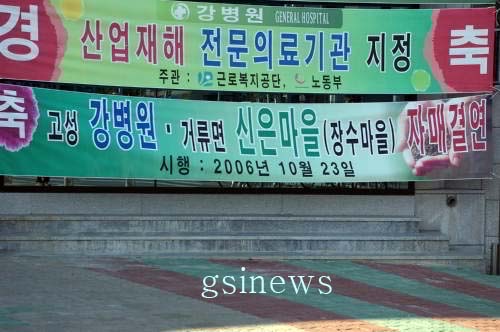 강병원 GENERAL HOSPITAL
경 산업재해 전문의료기관 지정 축
주관 : 근로복지공단, 노동부
축 고성 강병원 · 거류면 신은마을 (장수마을) 자매결연
시행 : 2006년 10월 23일
gsinews